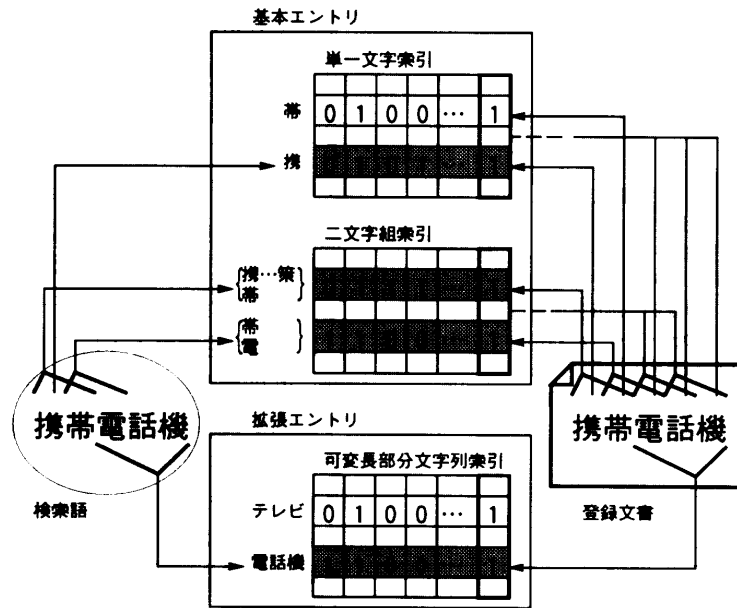 基本エントリ
単一文字索引
帯 0 1 0 0 … 1
携
二文字組索引
携…築
帯
帯
電
携帯電話機
検索語
拡張エントリ
可変長部分文字列索引
テレビ 0 1 0 0 … 1
電話機
携帯電話機
登録文書